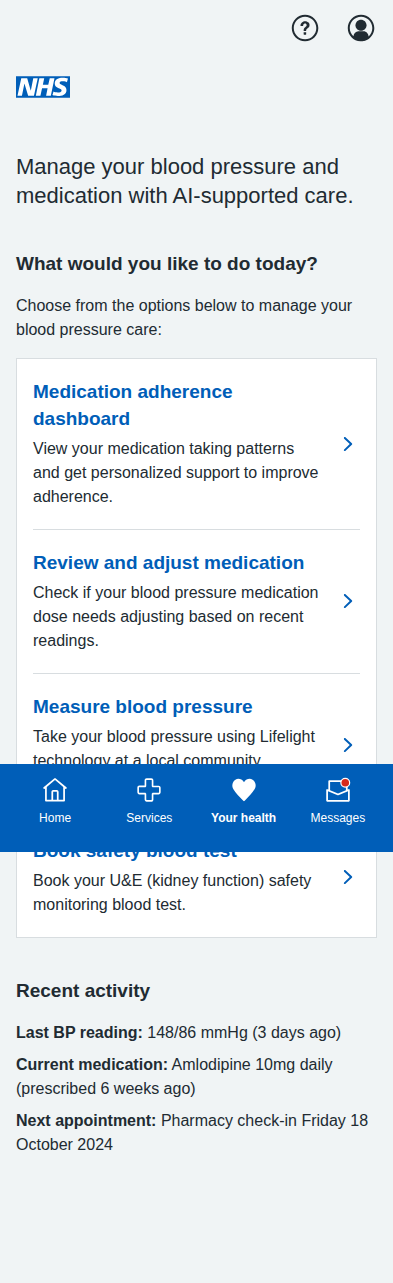 NHS
Manage your blood pressure and
medication with AI-supported care.
What would you like to do today?
Choose from the options below to manage your
blood pressure care:
Medication adherence
dashboard
View your medication taking patterns
and get personalized support to improve
adherence.
Review and adjust medication
Check if your blood pressure medication
dose needs adjusting based on recent
readings.
Measure blood pressure
Take your blood pressure using Lifelight
technology at a local community
Home Services Your health Messages
Book safety blood test
Book your U&E (kidney function) safety
monitoring blood test.
Recent activity
Last BP reading: 148/86 mmHg (3 days ago)
Current medication: Amlodipine 10mg daily
(prescribed 6 weeks ago)
Next appointment: Pharmacy check-in Friday 18
October 2024